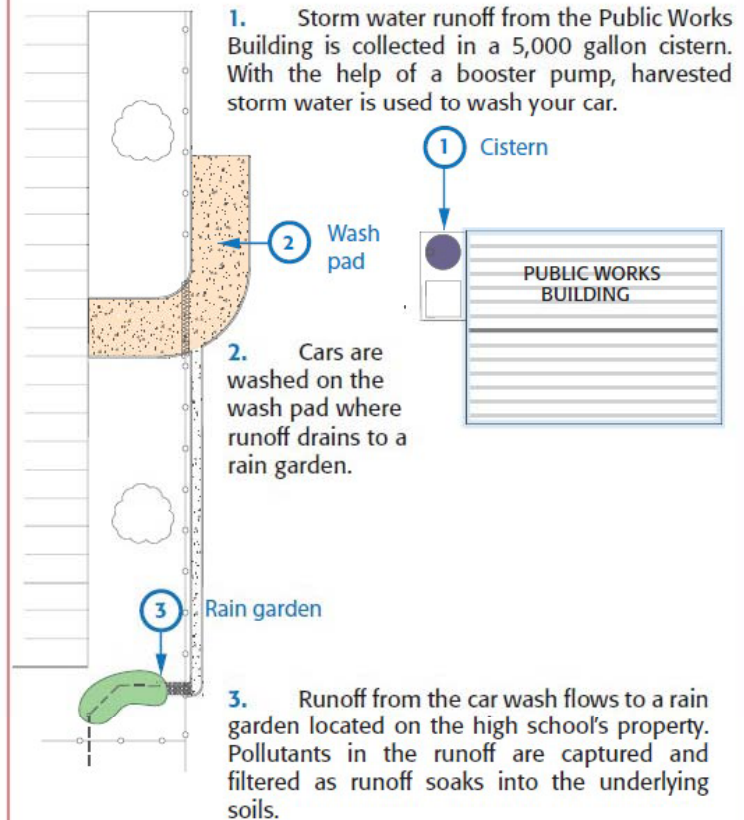 1. Storm water runoff from the Public Works
Building is collected in a 5,000 gallon cistern.
With the help of a booster pump, harvested
storm water is used to wash your car.
1 Cistern
2 Wash
pad
PUBLIC WORKS
BUILDING
2. Cars are
washed on the
wash pad where
runoff drains to a
rain garden.
3 Rain garden
3. Runoff from the car wash flows to a rain
garden located on the high school's property.
Pollutants in the runoff are captured and
filtered as runoff soaks into the underlying
soils.